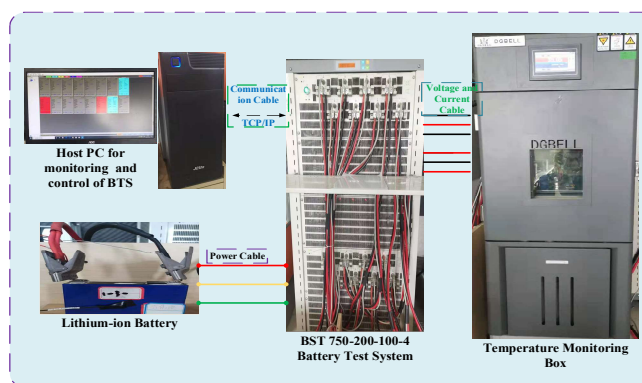 DGBELL
Communicat
ion Cable
TCP/IP
Voltage and
Current
Cable
DGBELL
Host PC for
monitoring and
control of BTS
Power Cable
Lithium-ion Battery
BST 750-200-100-4
Battery Test System
Temperature Monitoring
Box